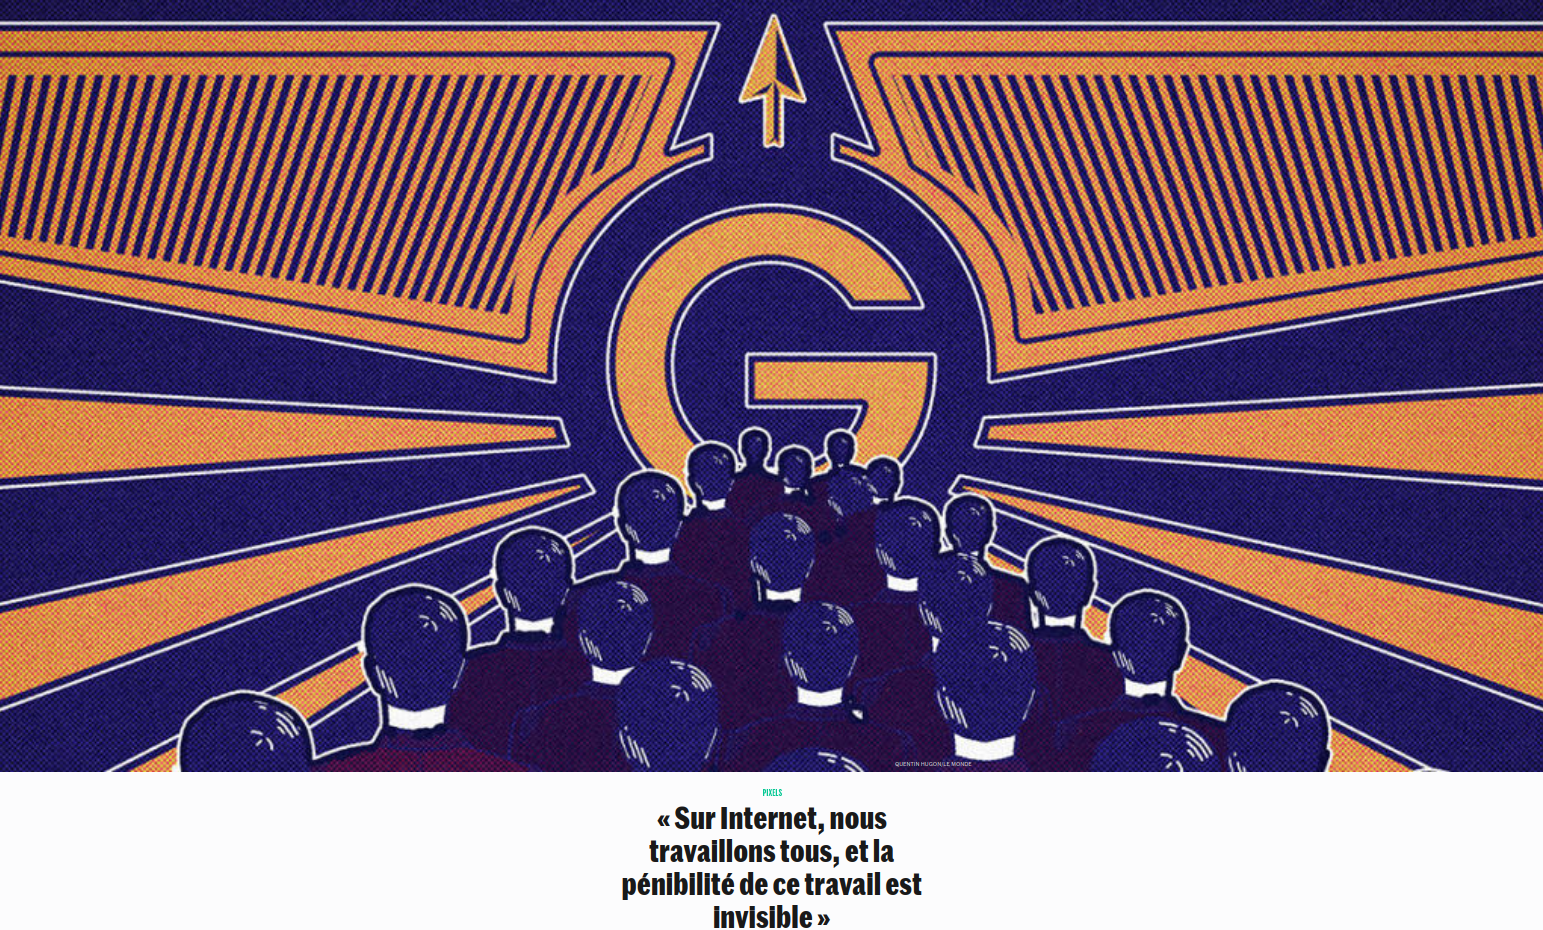 G
QUENTIN HUGON/LE MONDE
PIXELS
« Sur Internet, nous
travaillons tous, et la
pénibilité de ce travail est
invisible »